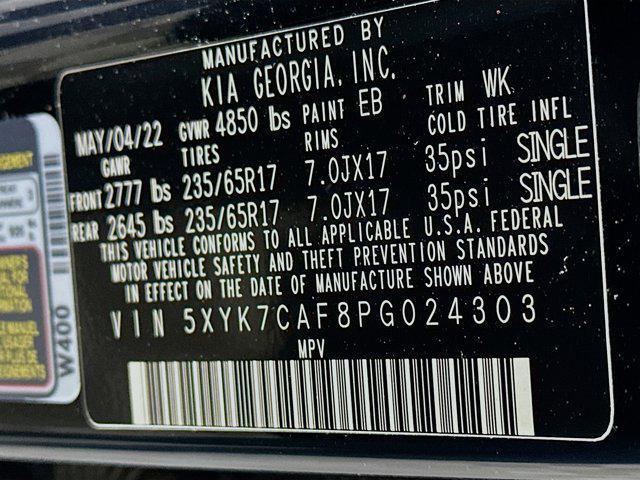 MANUFACTURED BY
KIA GEORGIA, INC.
MAY/04/22 GVWR 4850 lbs PAINT EB TRIM WK
GAWR TIRES RIMS COLD TIRE INFL
FRONT 2777 lbs 235/65R17 7.0JX17 35psi SINGLE
REAR 2645 lbs 235/65R17 7.0JX17 35psi SINGLE
THIS VEHICLE CONFORMS TO ALL APPLICABLE U.S.A. FEDERAL
MOTOR VEHICLE SAFETY AND THEFT PREVENTION STANDARDS
IN EFFECT ON THE DATE OF MANUFACTURE SHOWN ABOVE
VIN 5XYK7CAF8PG024303
MPV
W400